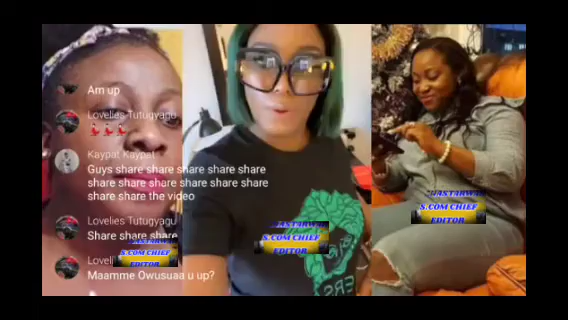 Am up
Lovelies Tutugyagu
Kaypat Kaypat
Guys share share share share share
share share share share share share
share share the video
Lovelies Tutugyagu
Share share share
Maamme Owusuaa u up?
S.COM CHIEF
EDITOR
S.COM CHIEF
EDITOR
S.COM CHIEF
EDITOR